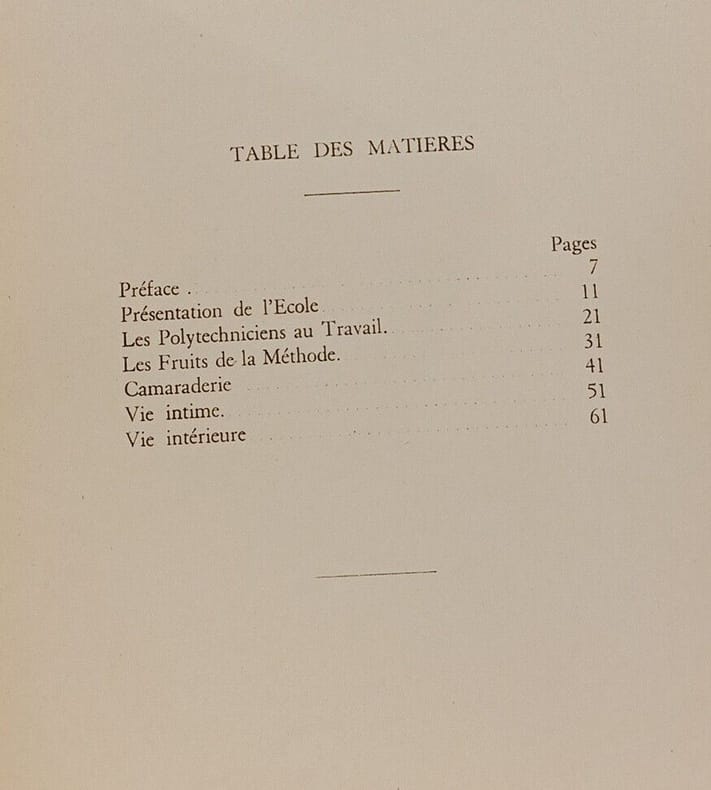 TABLE DES MATIERES
Pages
Préface . 7
Présentation de l'Ecole 11
Les Polytechniciens au Travail. 21
Les Fruits de la Méthode. 31
Camaraderie 41
Vie intime. 51
Vie intérieure 61